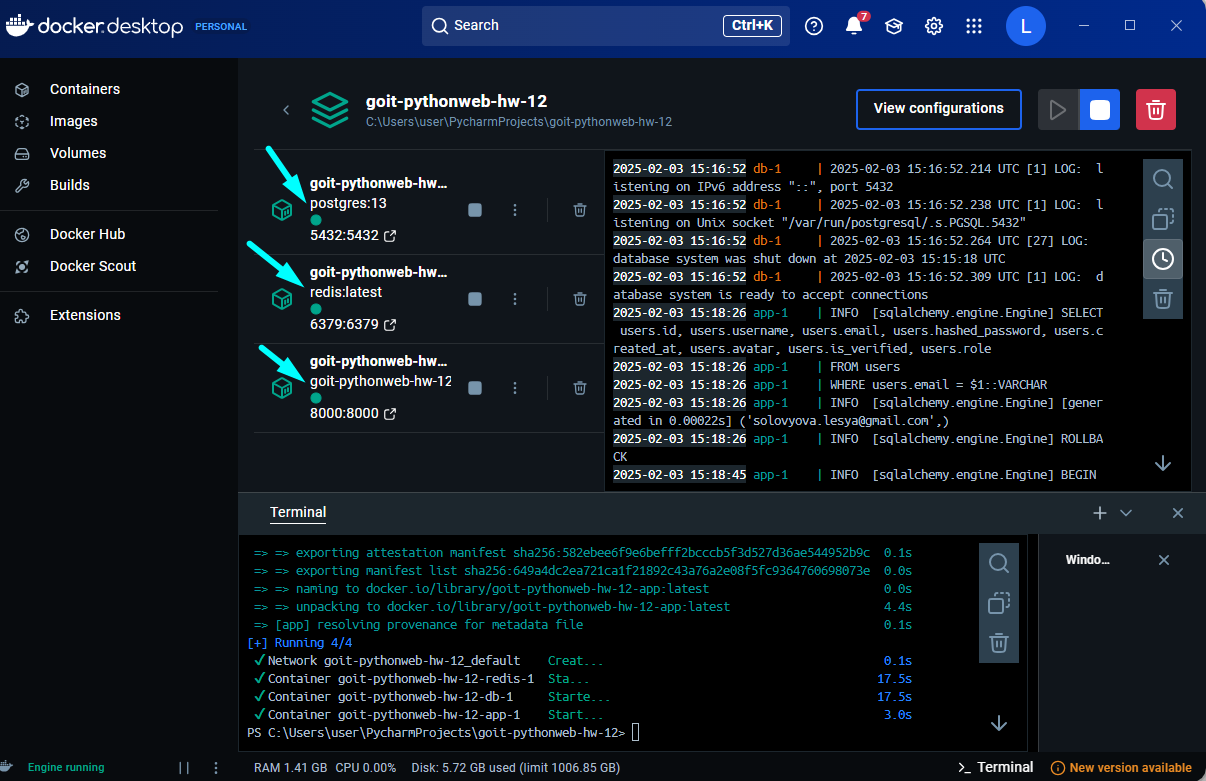 docker.desktop PERSONAL
Search
Ctrl+K
7
L
Containers
Images
Volumes
Builds
Docker Hub
Docker Scout
Extensions
goit-pythonweb-hw-12
C:\Users\user\PycharmProjects\goit-pythonweb-hw-12
View configurations
goit-pythonweb-hw...
postgres:13
5432:5432
goit-pythonweb-hw...
redis:latest
6379:6379
goit-pythonweb-hw...
goit-pythonweb-hw-12
8000:8000
2025-02-03 15:16:52 db-1 | 2025-02-03 15:16:52.214 UTC [1] LOG: l
istening on IPv6 address "::", port 5432
2025-02-03 15:16:52 db-1 | 2025-02-03 15:16:52.238 UTC [1] LOG: l
istening on Unix socket "/var/run/postgresql/.s.PGSQL.5432"
2025-02-03 15:16:52 db-1 | 2025-02-03 15:16:52.264 UTC [27] LOG:
database system was shut down at 2025-02-03 15:15:18 UTC
2025-02-03 15:16:52 db-1 | 2025-02-03 15:16:52.309 UTC [1] LOG: d
atabase system is ready to accept connections
2025-02-03 15:18:26 app-1 | INFO [sqlalchemy.engine.Engine] SELECT
users.id, users.username, users.email, users.hashed_password, users.c
reated_at, users.avatar, users.is_verified, users.role
2025-02-03 15:18:26 app-1 | FROM users
2025-02-03 15:18:26 app-1 | WHERE users.email = $1::VARCHAR
2025-02-03 15:18:26 app-1 | INFO [sqlalchemy.engine.Engine] [gener
ated in 0.00022s] ('solovyova.lesya@gmail.com',)
2025-02-03 15:18:26 app-1 | INFO [sqlalchemy.engine.Engine] ROLLBA
CK
2025-02-03 15:18:45 app-1 | INFO [sqlalchemy.engine.Engine] BEGIN
Terminal
=> => exporting attestation manifest sha256:582ebee6f9e6befff2bcccb5f3d527d36ae544952b9c 0.1s
=> => exporting manifest list sha256:649a4dc2ea721ca1f21892c43a76a2e08f5fc9364760698073e 0.0s
=> => naming to docker.io/library/goit-pythonweb-hw-12-app:latest 0.0s
=> => unpacking to docker.io/library/goit-pythonweb-hw-12-app:latest 4.4s
=> [app] resolving provenance for metadata file 0.1s
[+] Running 4/4
✓ Network goit-pythonweb-hw-12_default Creat... 0.1s
✓ Container goit-pythonweb-hw-12-redis-1 Sta... 17.5s
✓ Container goit-pythonweb-hw-12-db-1 Starte... 17.5s
✓ Container goit-pythonweb-hw-12-app-1 Start... 3.0s
PS C:\Users\user\PycharmProjects\goit-pythonweb-hw-12>
Windo...
Engine running
RAM 1.41 GB CPU 0.00% Disk: 5.72 GB used (limit 1006.85 GB)
>_ Terminal
New version available